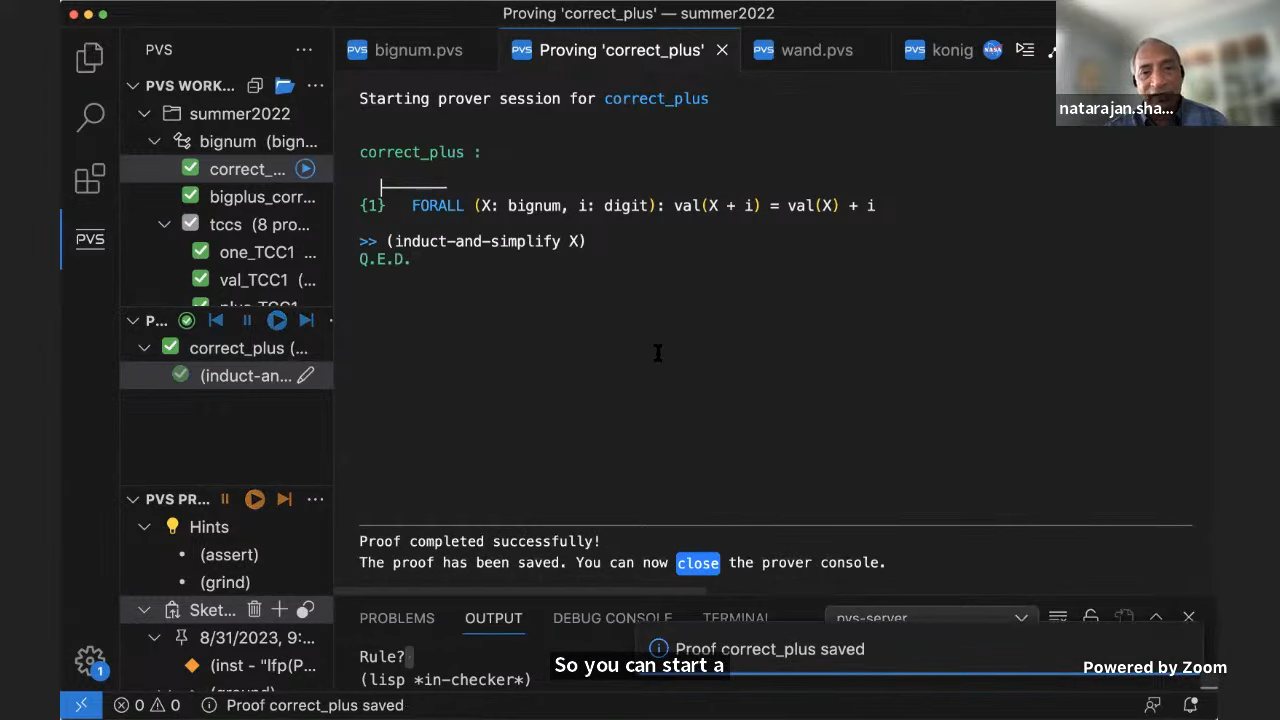 Proving 'correct_plus' — summer2022
PVS
bignum.pvs
Proving 'correct_plus'
wand.pvs
konig
natarajan.sha...
PVS WORK...
summer2022
bignum (bign...
correct_...
bigplus_corr...
tccs (8 pro...
one_TCC1 ...
val_TCC1 (...
plus_TCC1
P...
correct_plus (...
(induct-an...
PVS PR...
Hints
(assert)
(grind)
Sket...
8/31/2023, 9:...
(inst - "lfp(P...
(ground)
Starting prover session for correct_plus
correct_plus :
{1} FORALL (X: bignum, i: digit): val(X + i) = val(X) + i
>> (induct-and-simplify X)
Q.E.D.
Proof completed successfully!
The proof has been saved. You can now close the prover console.
PROBLEMS OUTPUT DEBUG CONSOLE TERMINAL pvs-server
Rule?
(lisp *in-checker*)
Proof correct_plus saved
So you can start a
Powered by Zoom
1
0 0 Proof correct_plus saved